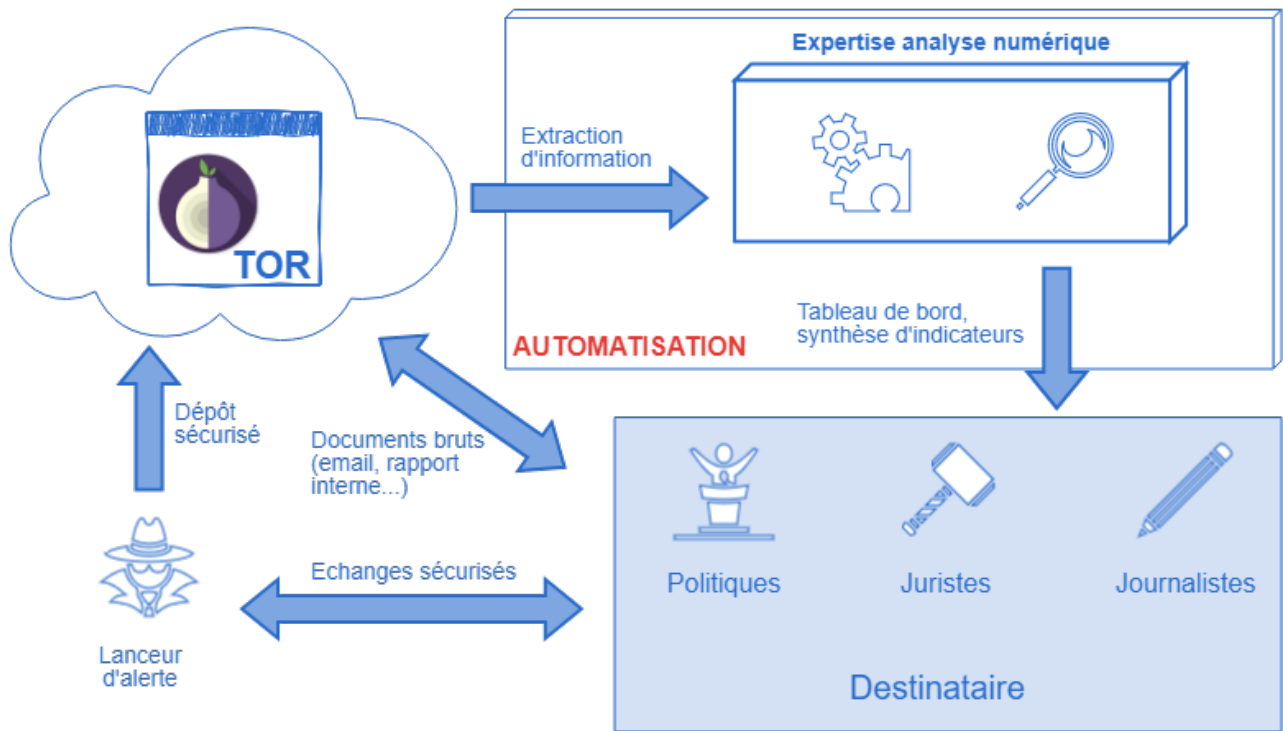 Expertise analyse numérique
TOR
Extraction
d'information
Tableau de bord,
synthèse d'indicateurs
AUTOMATISATION
Dépôt
sécurisé
Documents bruts
(email, rapport
interne...)
Echanges sécurisés
Lanceur
d'alerte
Politiques
Juristes
Journalistes
Destinataire